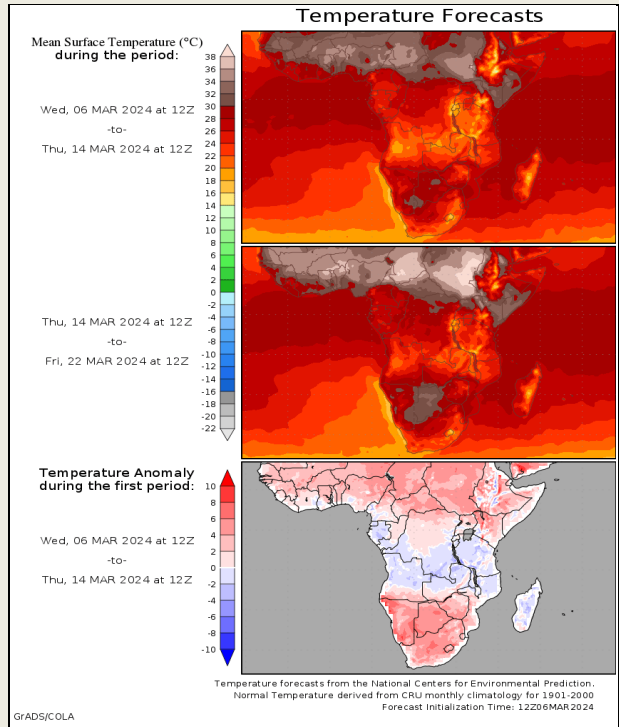 Temperature Forecasts
Mean Surface Temperature (°C)
during the period:
38
36
34
32
30
28
26
24
22
20
18
16
14
12
10
8
6
4
2
0
-2
-4
-6
-8
-10
-12
-14
-16
-18
-20
-22
Wed, 06 MAR 2024 at 12Z
-to-
Thu, 14 MAR 2024 at 12Z
Thu, 14 MAR 2024 at 12Z
-to-
Fri, 22 MAR 2024 at 12Z
Temperature Anomaly
during the first period:
10
8
6
4
2
0
-2
-4
-6
-8
-10
Wed, 06 MAR 2024 at 12Z
-to-
Thu, 14 MAR 2024 at 12Z
Temperature forecasts from the National Centers for Environmental Prediction.
Normal Temperature derived from CRU monthly climatology for 1901-2000
Forecast Initialization Time: 12Z06MAR2024
GrADS/COLA